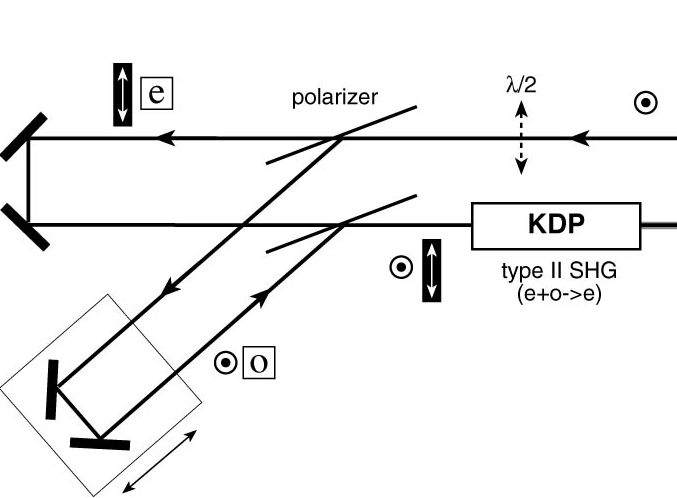 λ/2
e
polarizer
KDP
type II SHG
(e+o->e)
o